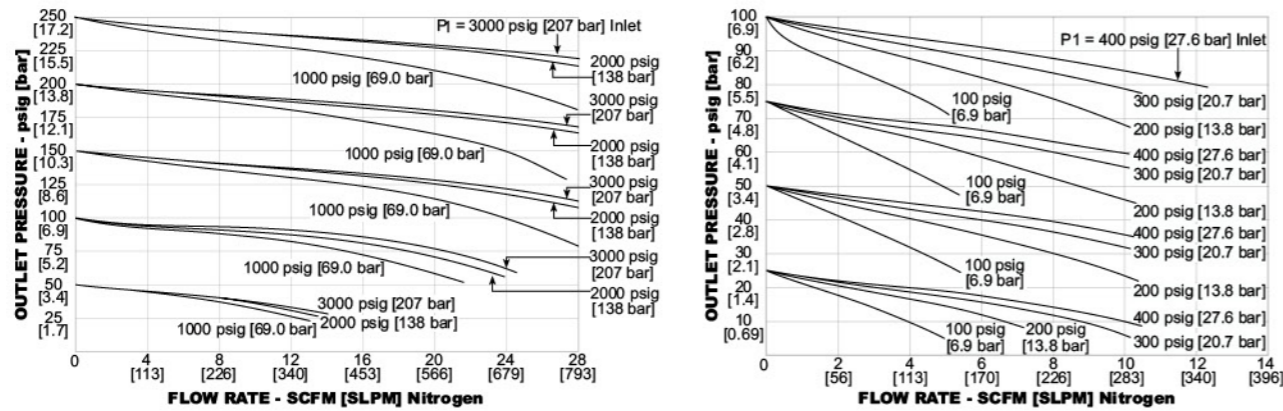 OUTLET PRESSURE - psig [bar]
250
[17.2]
225
[15.5]
200
[13.8]
175
[12.1]
150
[10.3]
125
[8.6]
100
[6.9]
75
[5.2]
50
[3.4]
25
[1.7]
P1 = 3000 psig [207 bar] Inlet
2000 psig
[138 bar]
1000 psig [69.0 bar]
3000 psig
[207 bar]
2000 psig
[138 bar]
1000 psig [69.0 bar]
3000 psig
[207 bar]
2000 psig
[138 bar]
1000 psig [69.0 bar]
3000 psig
[207 bar]
2000 psig
[138 bar]
1000 psig [69.0 bar]
3000 psig [207 bar]
2000 psig [138 bar]
1000 psig [69.0 bar]
0 4 8 12 16 20 24 28
[113] [226] [340] [453] [566] [679] [793]
FLOW RATE - SCFM [SLPM] Nitrogen
OUTLET PRESSURE - psig [bar]
100
[6.9]
90
[6.2]
80
[5.5]
70
[4.8]
60
[4.1]
50
[3.4]
40
[2.8]
30
[2.1]
20
[1.4]
10
[0.69]
P1 = 400 psig [27.6 bar] Inlet
300 psig [20.7 bar]
100 psig
[6.9 bar]
200 psig [13.8 bar]
400 psig [27.6 bar]
300 psig [20.7 bar]
100 psig
[6.9 bar]
200 psig [13.8 bar]
400 psig [27.6 bar]
300 psig [20.7 bar]
100 psig
[6.9 bar]
200 psig [13.8 bar]
400 psig [27.6 bar]
100 psig
[6.9 bar]
200 psig
[13.8 bar]
300 psig [20.7 bar]
0 2 4 6 8 10 12 14
[56] [113] [170] [226] [283] [340] [396]
FLOW RATE - SCFM [SLPM] Nitrogen